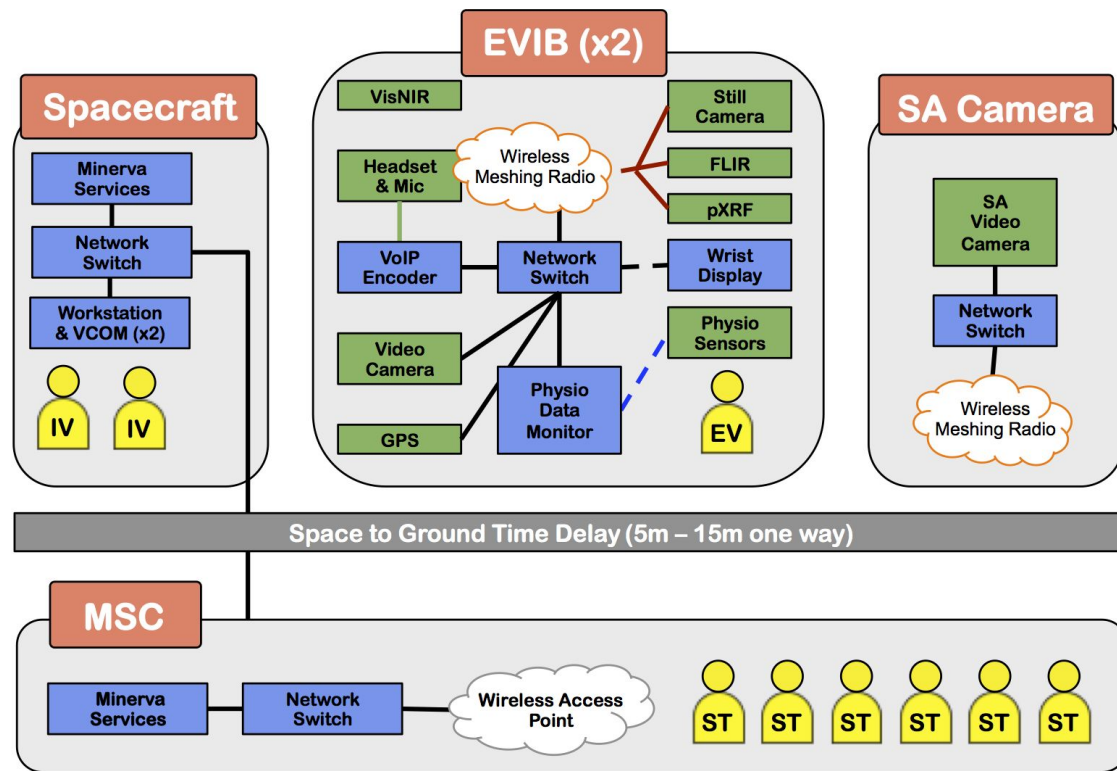 EVIB (x2)
Spacecraft
SA Camera
Minerva
Services
Network
Switch
Workstation
& VCOM (x2)
IV
IV
VisNIR
Headset
& Mic
Wireless
Meshing Radio
Still
Camera
FLIR
pXRF
VoIP
Encoder
Network
Switch
Wrist
Display
Video
Camera
Physio
Data
Monitor
Physio
Sensors
GPS
EV
SA
Video
Camera
Network
Switch
Wireless
Meshing Radio
Space to Ground Time Delay (5m – 15m one way)
MSC
Minerva
Services
Network
Switch
Wireless Access
Point
ST
ST
ST
ST
ST
ST